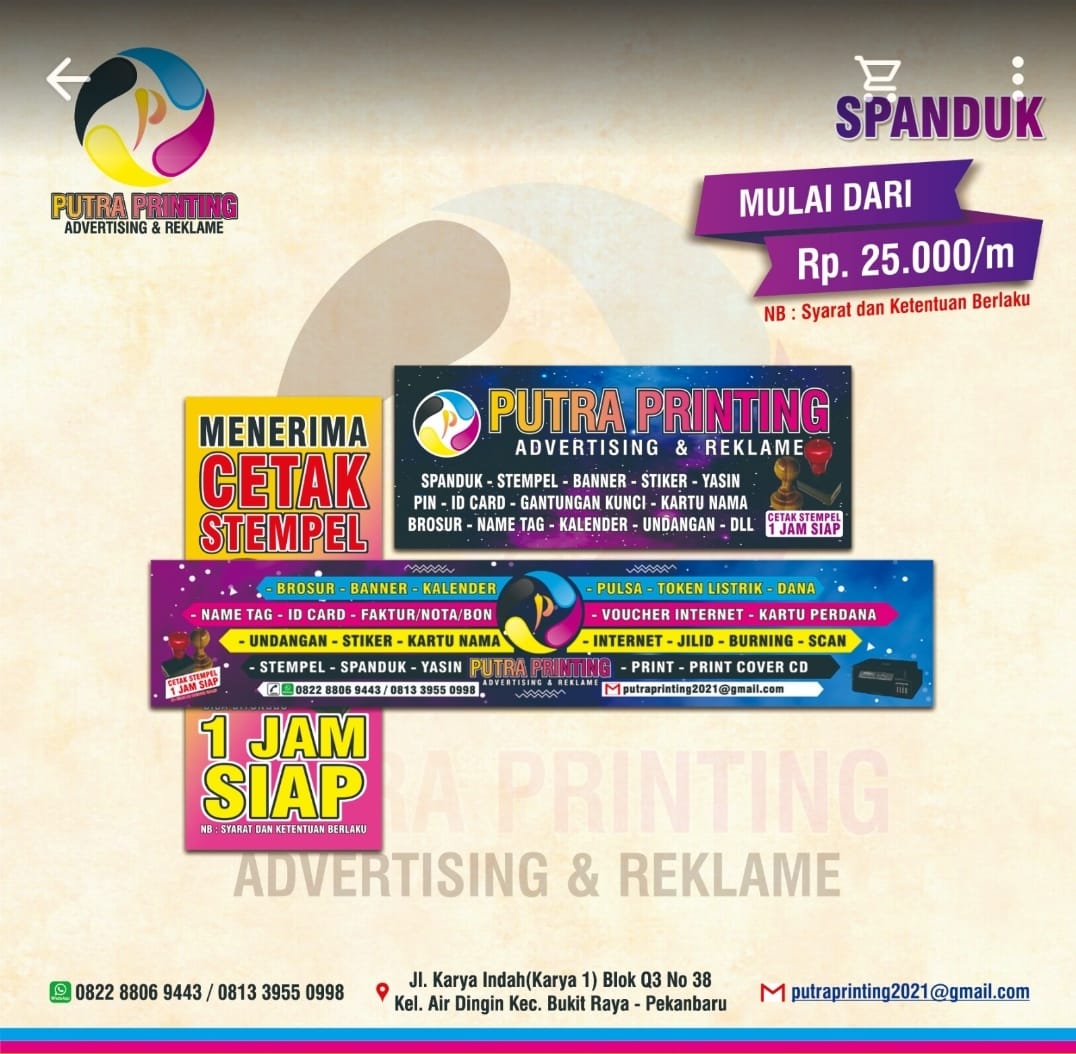 PUTRA PRINTING
ADVERTISING & REKLAME
SPANDUK
MULAI DARI
Rp. 25.000/m
NB : Syarat dan Ketentuan Berlaku
MENERIMA
CETAK
STEMPEL
PUTRA PRINTING
ADVERTISING & REKLAME
SPANDUK - STEMPEL - BANNER - STIKER - YASIN
PIN - ID CARD - GANTUNGAN KUNCI - KARTU NAMA
BROSUR - NAME TAG - KALENDER - UNDANGAN - DLL
CETAK STEMPEL
1 JAM SIAP
- BROSUR - BANNER - KALENDER
- NAME TAG - ID CARD - FAKTUR/NOTA/BON
- UNDANGAN - STIKER - KARTU NAMA
- STEMPEL - SPANDUK - YASIN
0822 8806 9443 / 0813 3955 0998
CETAK STEMPEL
1 JAM SIAP
PUTRA PRINTING
ADVERTISING & REKLAME
- PULSA - TOKEN LISTRIK - DANA
- VOUCHER INTERNET - KARTU PERDANA
- INTERNET - JILID - BURNING - SCAN
- PRINT - PRINT COVER CD
putraprinting2021@gmail.com
1 JAM
SIAP
NB : SYARAT DAN KETENTUAN BERLAKU
RA PRINTING
ADVERTISING & REKLAME
0822 8806 9443 / 0813 3955 0998
Jl. Karya Indah(Karya 1) Blok Q3 No 38
Kel. Air Dingin Kec. Bukit Raya - Pekanbaru
putraprinting2021@gmail.com